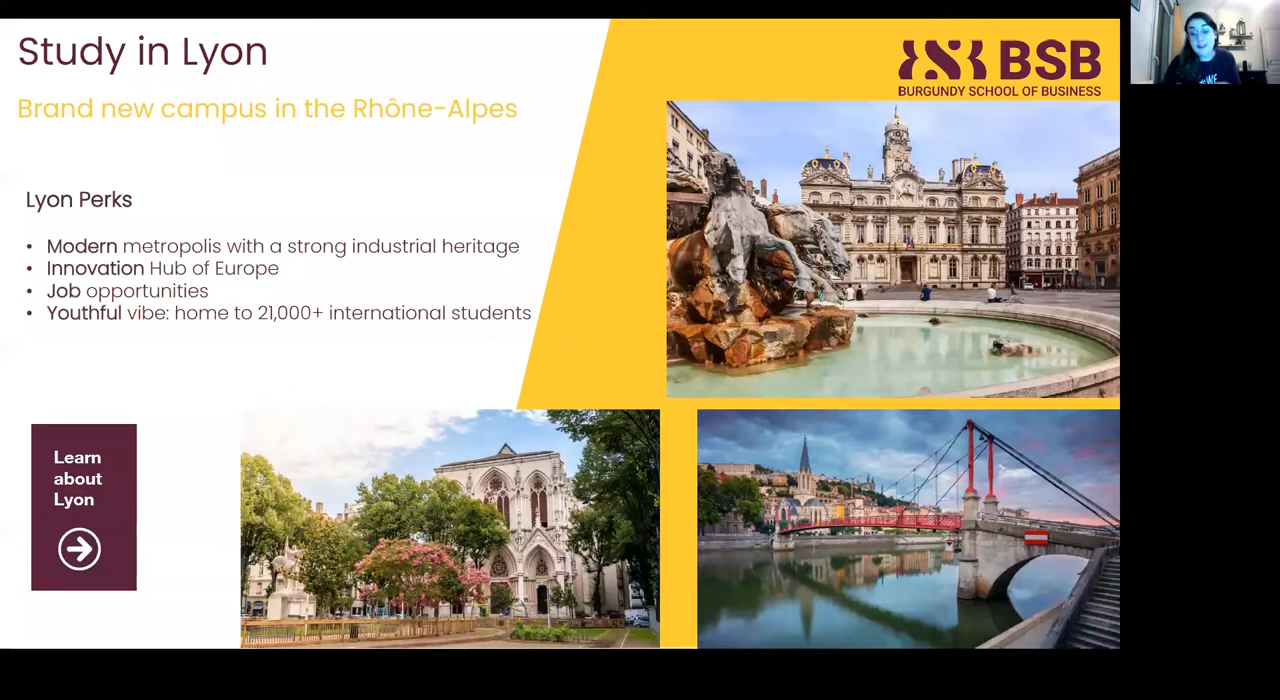 Study in Lyon
Brand new campus in the Rhône-Alpes
BSB
BURGUNDY SCHOOL OF BUSINESS
Lyon Perks
• Modern metropolis with a strong industrial heritage
• Innovation Hub of Europe
• Job opportunities
• Youthful vibe: home to 21,000+ international students
Learn
about
Lyon